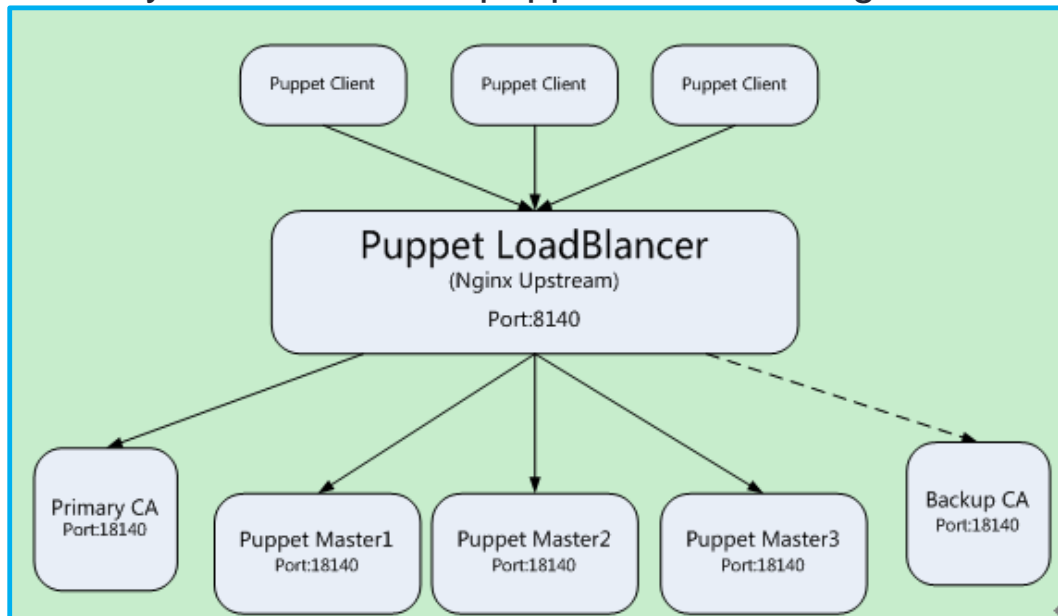 Puppet Client
Puppet Client
Puppet Client
Puppet LoadBlancer
(Nginx Upstream)
Port:8140
Primary CA
Port:18140
Puppet Master1
Port:18140
Puppet Master2
Port:18140
Puppet Master3
Port:18140
Backup CA
Port:18140